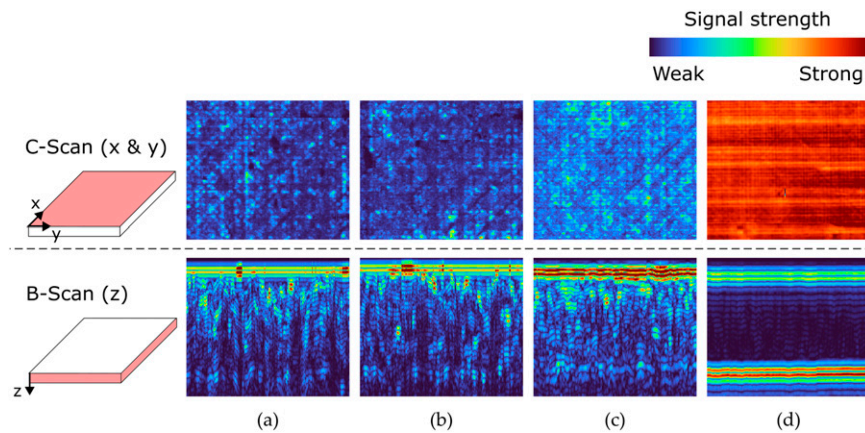 Signal strength
Weak Strong
C-Scan (x & y)
x
y
B-Scan (z)
z
(a) (b) (c) (d)